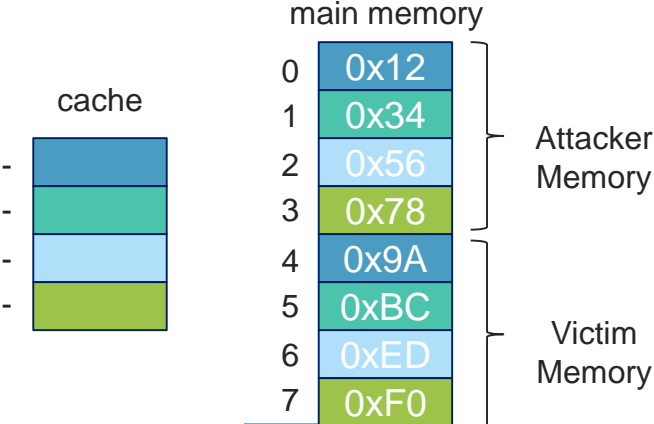 main memory
cache
-
-
-
-
0 0x12
1 0x34
2 0x56
3 0x78
4 0x9A
5 0xBC
6 0xED
7 0xF0
Attacker
Memory
Victim
Memory